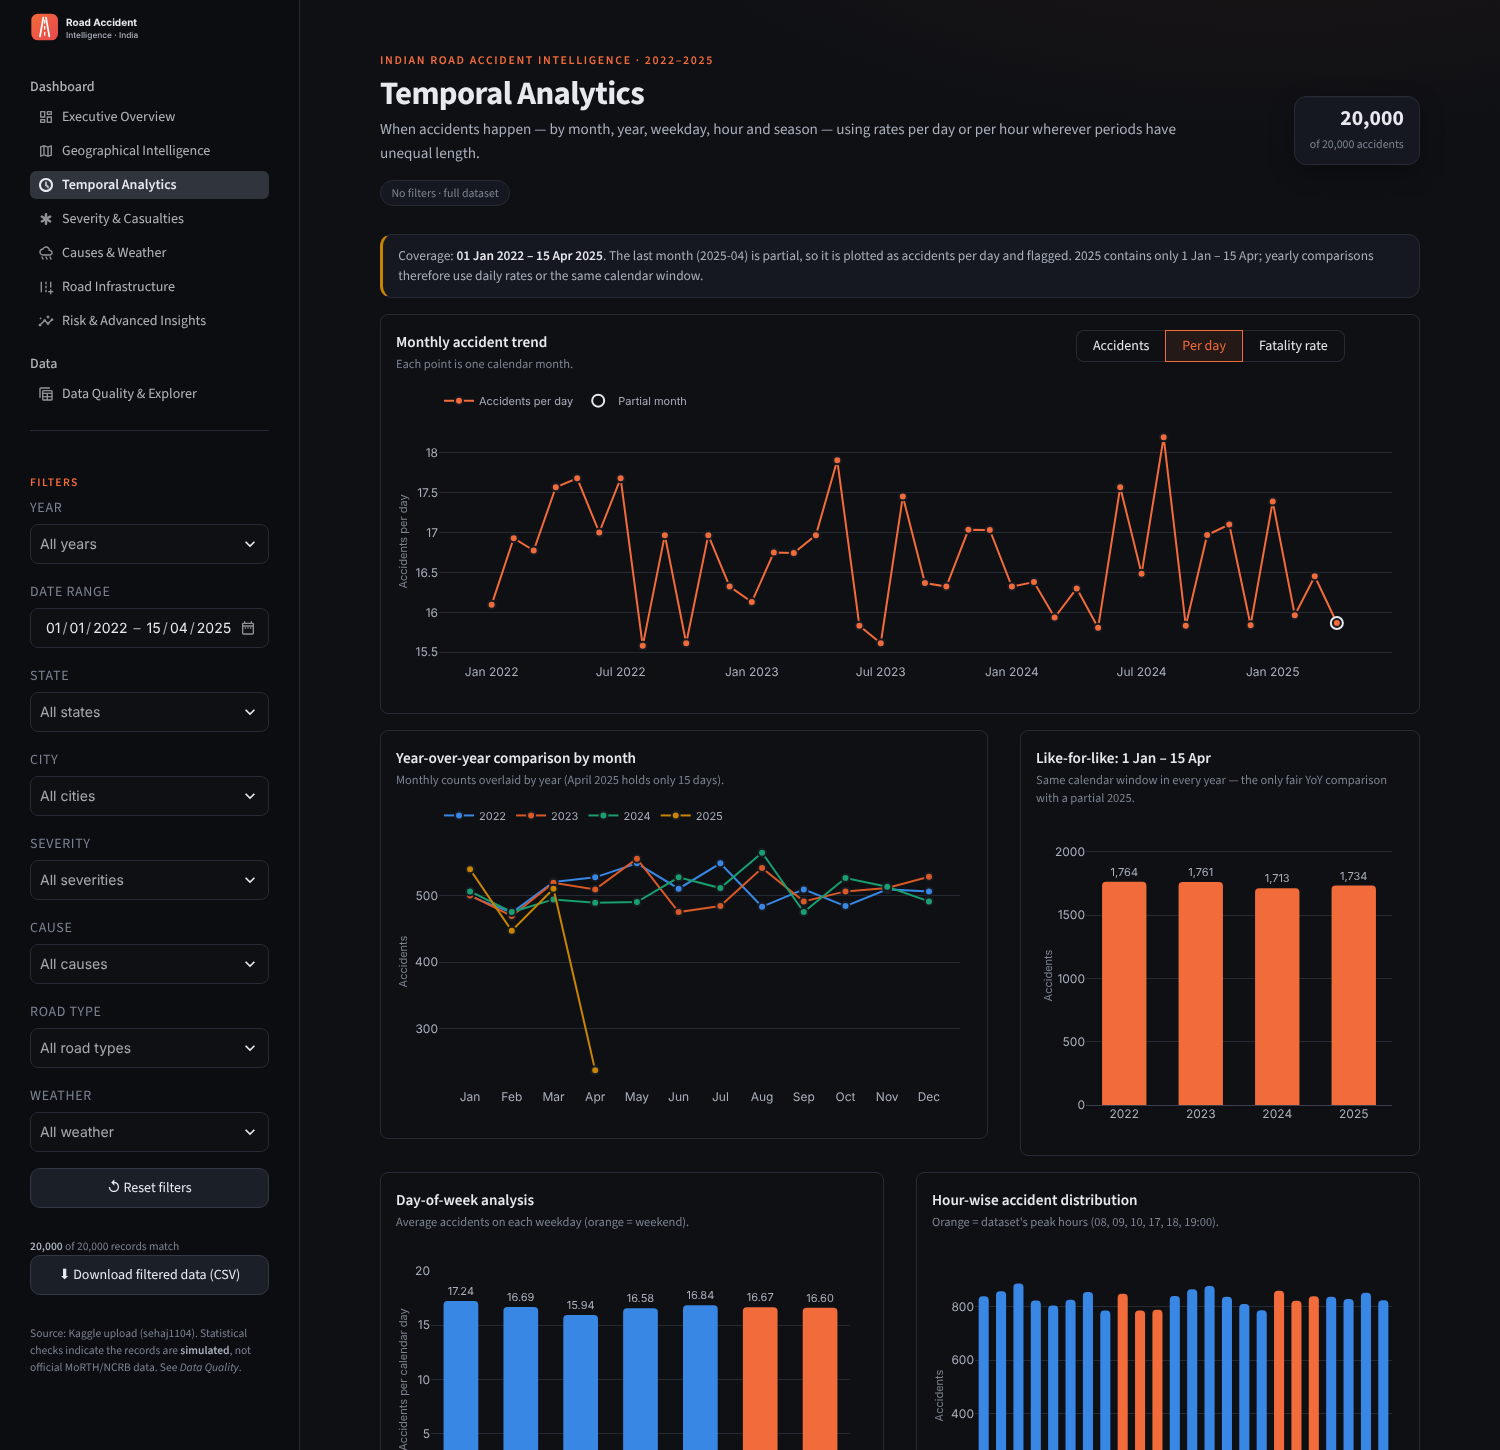 Road Accident
Intelligence · India
Dashboard
Executive Overview
Geographical Intelligence
Temporal Analytics
Severity & Casualties
Causes & Weather
Road Infrastructure
Risk & Advanced Insights
Data
Data Quality & Explorer
FILTERS
YEAR
All years
DATE RANGE
01/01/2022 – 15/04/2025
STATE
All states
CITY
All cities
SEVERITY
All severities
CAUSE
All causes
ROAD TYPE
All road types
WEATHER
All weather
Reset filters
20,000 of 20,000 records match
Download filtered data (CSV)
Source: Kaggle upload (sehaj1104). Statistical
checks indicate the records are simulated, not
official MoRTH/NCRB data. See Data Quality.
INDIAN ROAD ACCIDENT INTELLIGENCE · 2022–2025
Temporal Analytics
When accidents happen — by month, year, weekday, hour and season — using rates per day or per hour wherever periods have
unequal length.
No filters · full dataset
20,000
of 20,000 accidents
Coverage: 01 Jan 2022 – 15 Apr 2025. The last month (2025-04) is partial, so it is plotted as accidents per day and flagged. 2025 contains only 1 Jan – 15 Apr; yearly comparisons
therefore use daily rates or the same calendar window.
Monthly accident trend
Each point is one calendar month.
Accidents Per day Fatality rate
Accidents per day Partial month
18
17.5
17
16.5
16
15.5
Accidents per day
Jan 2022 Jul 2022 Jan 2023 Jul 2023 Jan 2024 Jul 2024 Jan 2025
Year-over-year comparison by month
Monthly counts overlaid by year (April 2025 holds only 15 days).
2022 2023 2024 2025
500
400
300
Accidents
Jan Feb Mar Apr May Jun Jul Aug Sep Oct Nov Dec
Like-for-like: 1 Jan – 15 Apr
Same calendar window in every year — the only fair YoY comparison
with a partial 2025.
2000
1500
1000
500
0
Accidents
1,764 1,761 1,713 1,734
2022 2023 2024 2025
Day-of-week analysis
Average accidents on each weekday (orange = weekend).
20
15
10
5
Accidents per calendar day
17.24 16.69 15.94 16.58 16.84 16.67 16.60
Hour-wise accident distribution
Orange = dataset's peak hours (08, 09, 10, 17, 18, 19:00).
800
600
400
Accidents